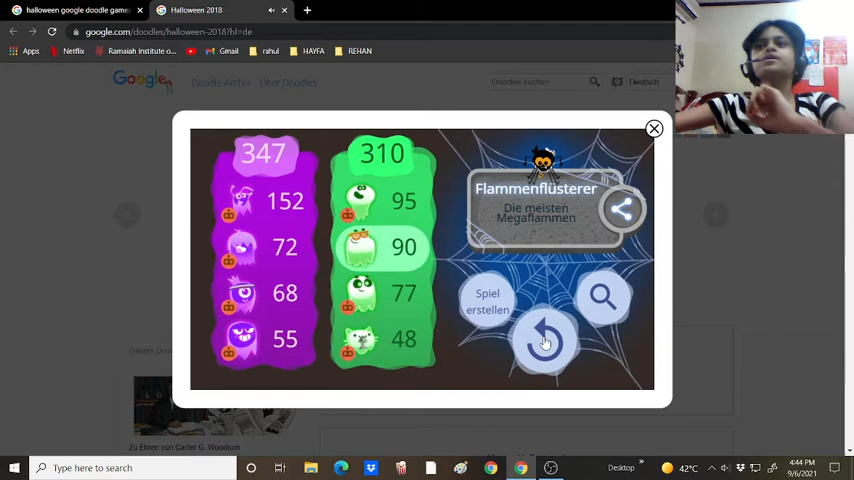 halloween google doodle games
Halloween 2018
google.com/doodles/halloween-2018?hl=de
Apps
Netflix
Ramaiah Institute o...
Gmail
rahul
HAYFA
REHAN
Google
Doodle Archiv
Über Doodles
Doodles suchen
Deutsch
347
310
152
95
72
90
68
77
55
48
Flammenflüsterer
Die meisten
Megaflammen
Spiel
erstellen
Weitere
Zu Ehren von Carter G. Woodson
Type here to search
Desktop
42°C
4:44 PM
9/6/2021